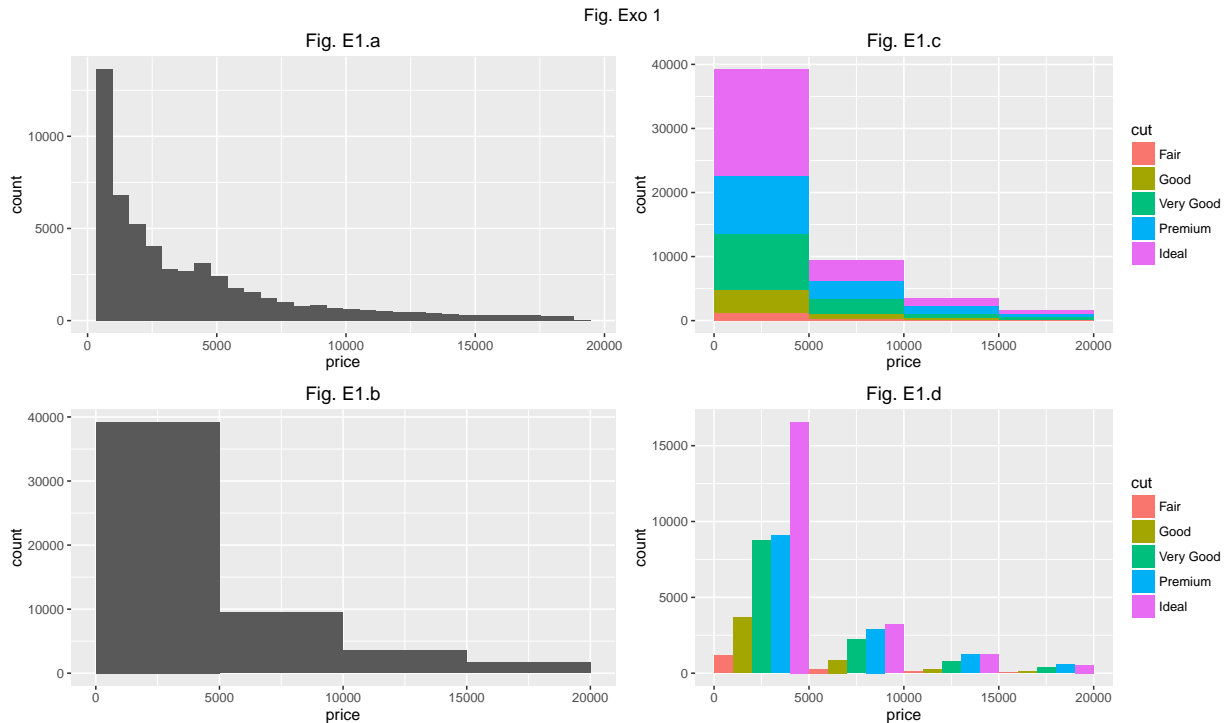 Fig. Exo 1
Fig. E1.a
10000
5000
0
count
0 5000 10000 15000 20000
price
Fig. E1.c
40000
30000
20000
10000
0
count
0 5000 10000 15000 20000
price
cut
Fair
Good
Very Good
Premium
Ideal
Fig. E1.b
40000
30000
20000
10000
0
count
0 5000 10000 15000 20000
price
Fig. E1.d
15000
10000
5000
0
count
0 5000 10000 15000 20000
price
cut
Fair
Good
Very Good
Premium
Ideal